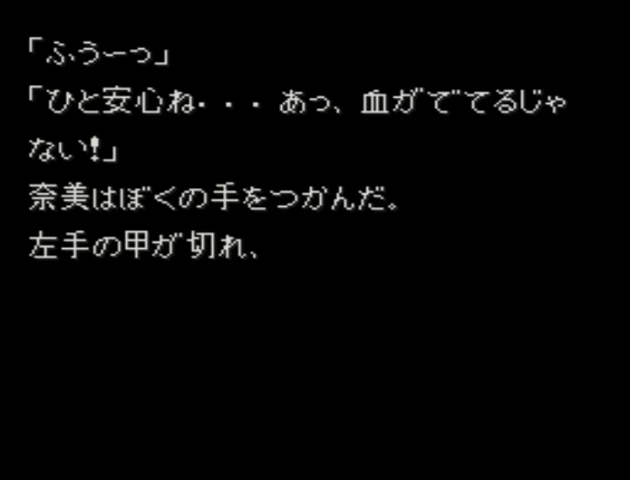 「ふうーっ」
「ひと安心ね・・・あっ、血がでてるじゃ
ない!」
奈美はぼくの手をつかんだ。
左手の甲が切れ、